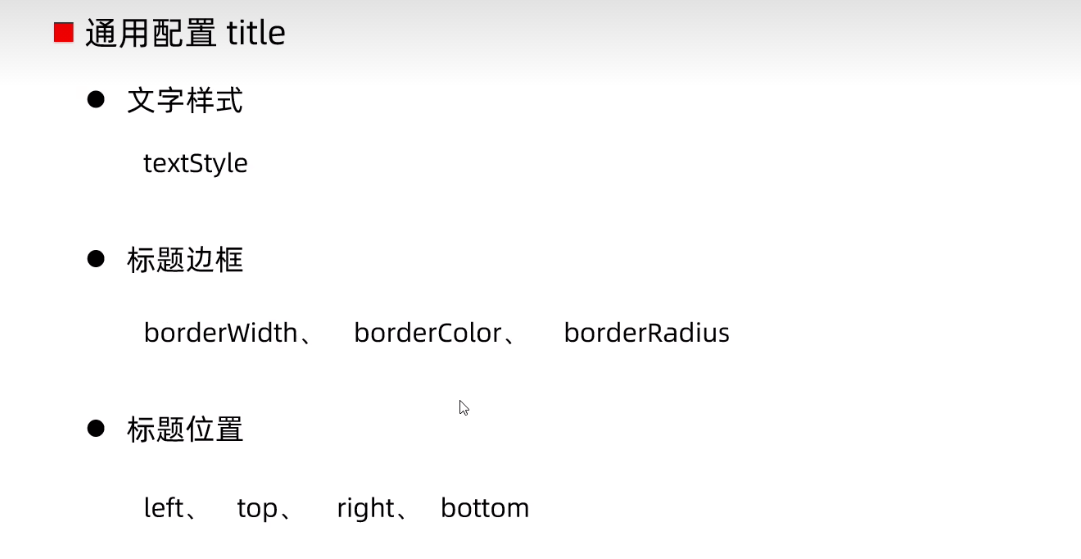 通用配置 title
文字样式
textStyle
标题边框
borderWidth、 borderColor、 borderRadius
标题位置
left、 top、 right、 bottom